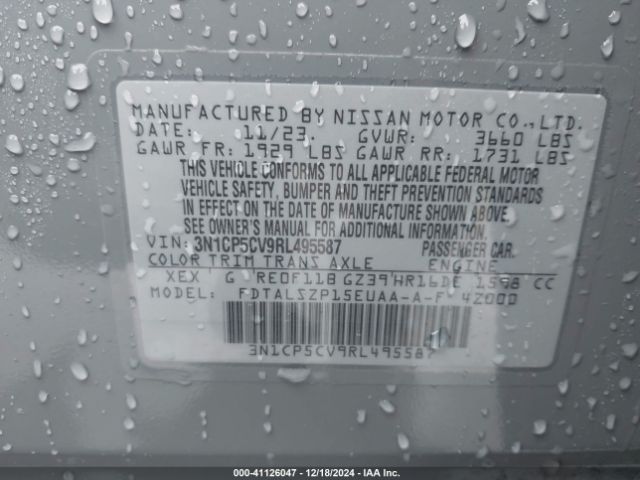 MANUFACTURED BY NISSAN MOTOR CO.,LTD.
DATE: 11/23. GVWR: 3660 LBS
GAWR FR: 1929 LBS GAWR RR: 1731 LBS
THIS VEHICLE CONFORMS TO ALL APPLICABLE FEDERAL MOTOR
VEHICLE SAFETY, BUMPER AND THEFT PREVENTION STANDARDS
IN EFFECT ON THE DATE OF MANUFACTURE SHOWN ABOVE.
SEE OWNER'S MANUAL FOR ADDITIONAL INFORMATION.
VIN: 3N1CP5CV9RL495587 PASSENGER CAR.
COLOR TRIM TRANS AXLE ENGINE
XEX G RE0F11B GZ39 HR16DE 1598 CC
MODEL: FDTALSZP15EUAA-A-F 4Z000
3N1CP5CV9RL495587
000-41126047 - 12/18/2024 - IAA Inc.